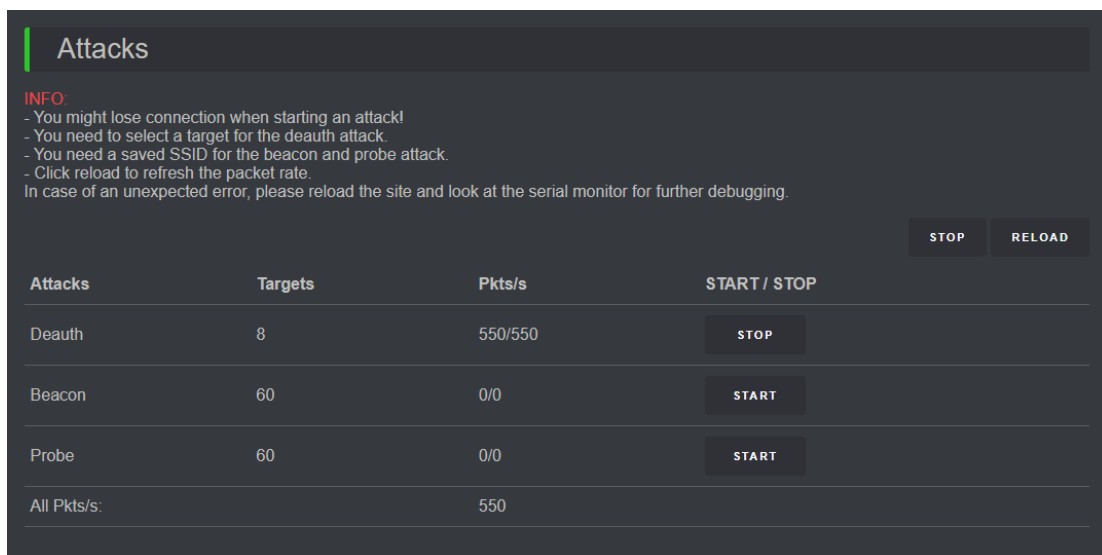 Attacks
INFO:
- You might lose connection when starting an attack!
- You need to select a target for the deauth attack.
- You need a saved SSID for the beacon and probe attack.
- Click reload to refresh the packet rate.
In case of an unexpected error, please reload the site and look at the serial monitor for further debugging.
STOP RELOAD
Attacks Targets Pkts/s START / STOP
Deauth 8 550/550 STOP
Beacon 60 0/0 START
Probe 60 0/0 START
All Pkts/s: 550